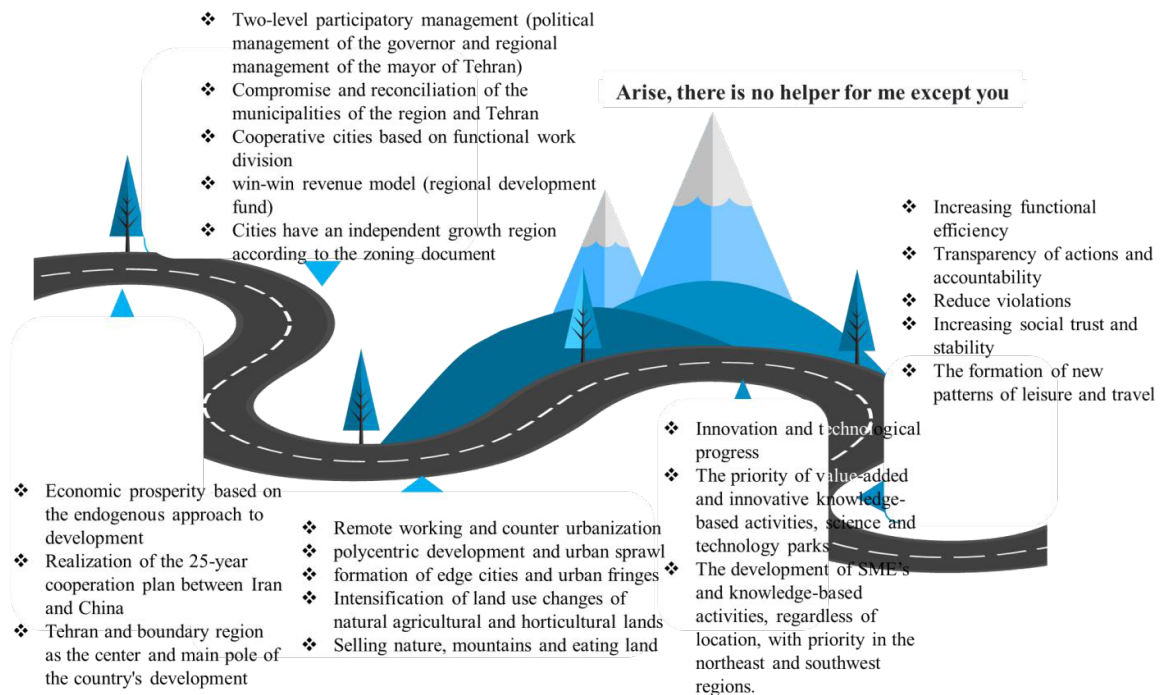 ❖ Two-level participatory management (political
management of the governor and regional
management of the mayor of Tehran)
❖ Compromise and reconciliation of the
municipalities of the region and Tehran
❖ Cooperative cities based on functional work
division
❖ win-win revenue model (regional development
fund)
❖ Cities have an independent growth region
according to the zoning document
Arise, there is no helper for me except you
❖ Increasing functional
efficiency
❖ Transparency of actions and
accountability
❖ Reduce violations
❖ Increasing social trust and
stability
❖ The formation of new
patterns of leisure and travel
❖ Economic prosperity based on
the endogenous approach to
development
❖ Realization of the 25-year
cooperation plan between Iran
and China
❖ Tehran and boundary region
as the center and main pole of
the country's development
❖ Remote working and counter urbanization
❖ polycentric development and urban sprawl
❖ formation of edge cities and urban fringes
❖ Intensification of land use changes of
natural agricultural and horticultural lands
❖ Selling nature, mountains and eating land
❖ Innovation and technological
progress
❖ The priority of value-added
and innovative knowledge-
based activities, science and
technology parks
❖ The development of SME's
and knowledge-based
activities, regardless of
location, with priority in the
northeast and southwest
regions.